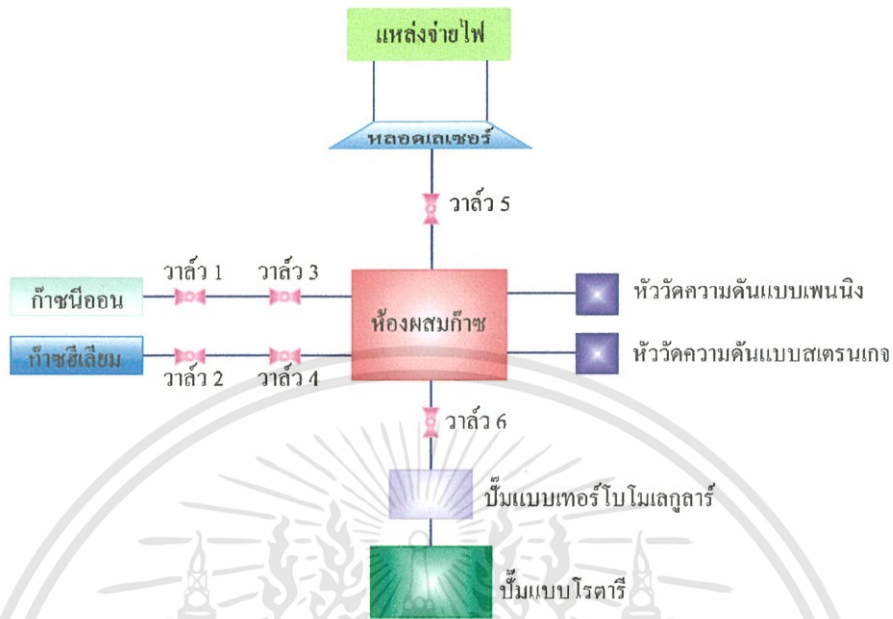 แหล่งจ่ายไฟ
หลอดเลเซอร์
วาล์ว 5
วาล์ว 1
วาล์ว 3
ก๊าซนีออน
หัววัดความดันแบบเพนนิง
ห้องผสมก๊าซ
ก๊าซฮีเลียม
หัววัดความดันแบบสเตรนเกจ
วาล์ว 2
วาล์ว 4
วาล์ว 6
ปั๊มแบบเทอร์โบโมเลกูลาร์
ปั๊มแบบโรตารี